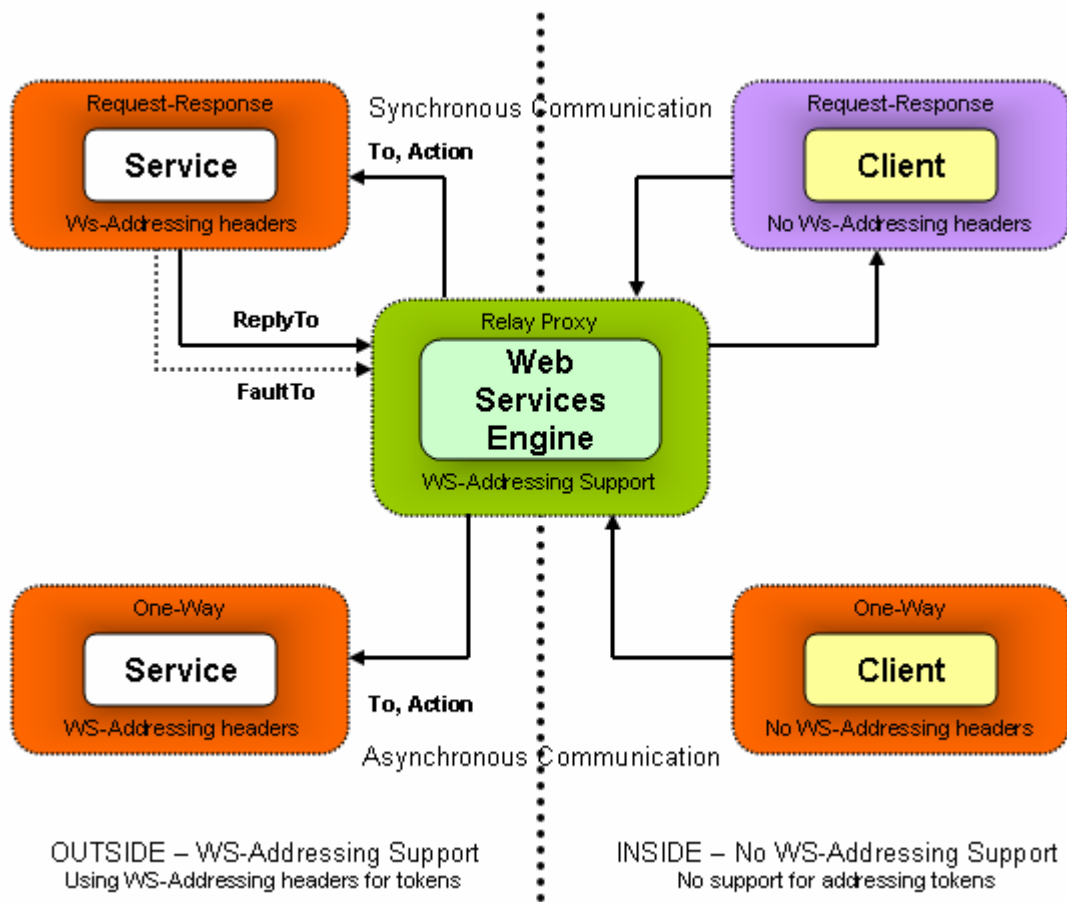 Request-Response
Service
Ws-Addressing headers
Synchronous Communication
To, Action
Request-Response
Client
No Ws-Addressing headers
ReplyTo
FaultTo
Relay Proxy
Web
Services
Engine
WS-Addressing Support
One-Way
Service
WS-Addressing headers
To, Action
Asynchronous Communication
One-Way
Client
No WS-Addressing headers
OUTSIDE – WS-Addressing Support
Using WS-Addressing headers for tokens
INSIDE – No WS-Addressing Support
No support for addressing tokens